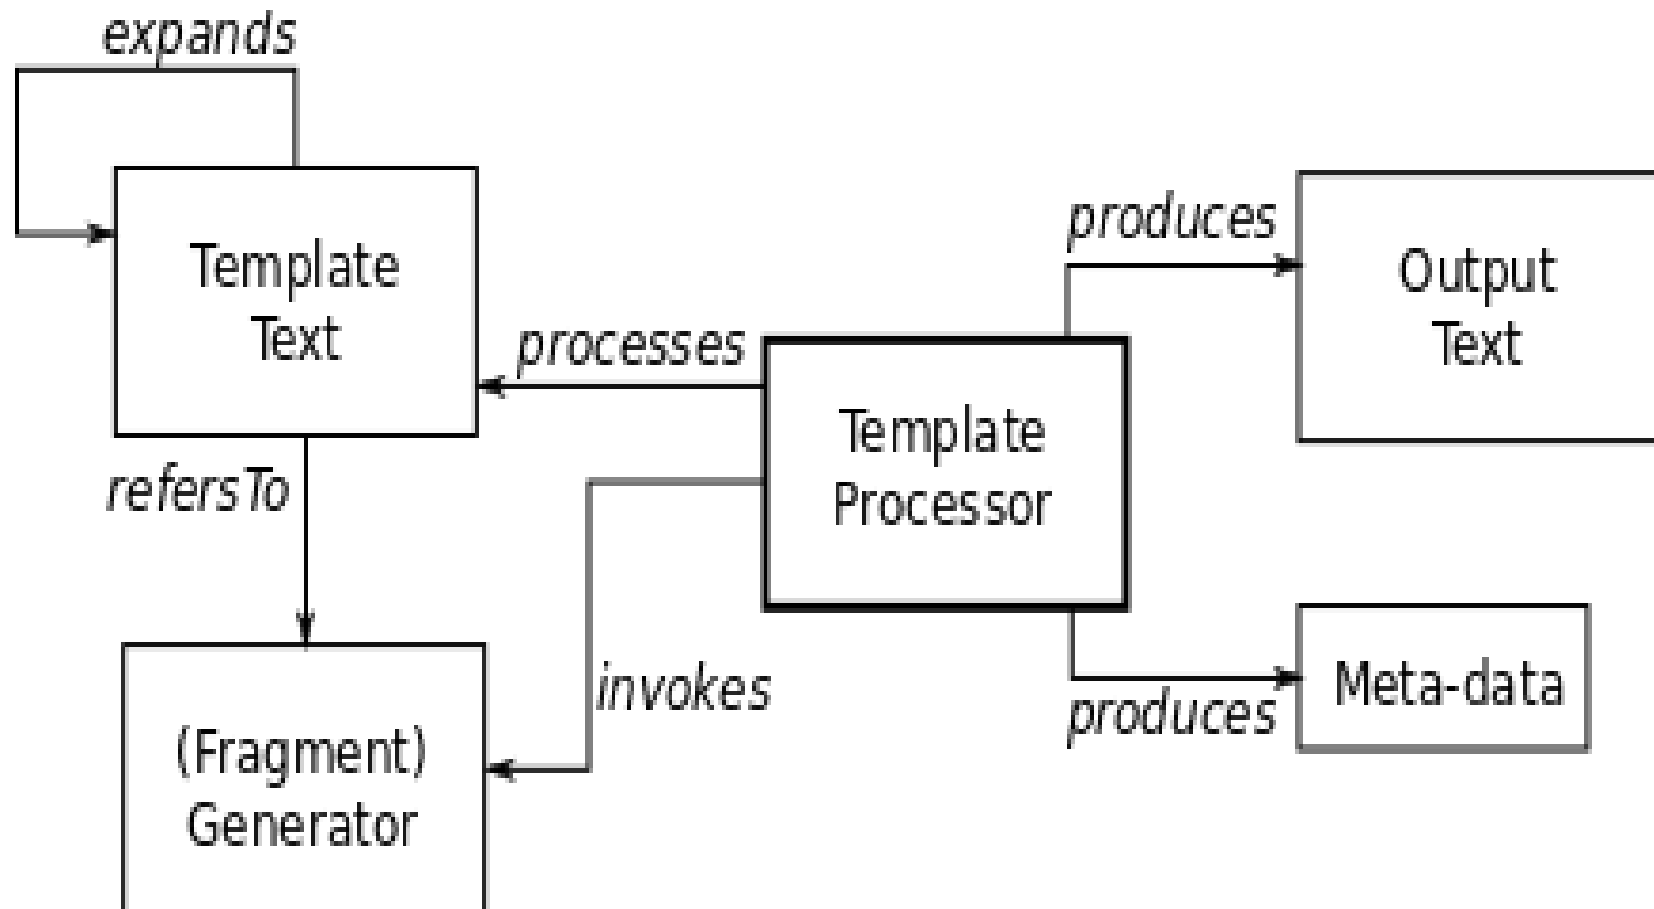 expands
Template
Text
produces
Output
Text
processes
Template
Processor
refersTo
invokes
(Fragment)
Generator
Meta-data
produces